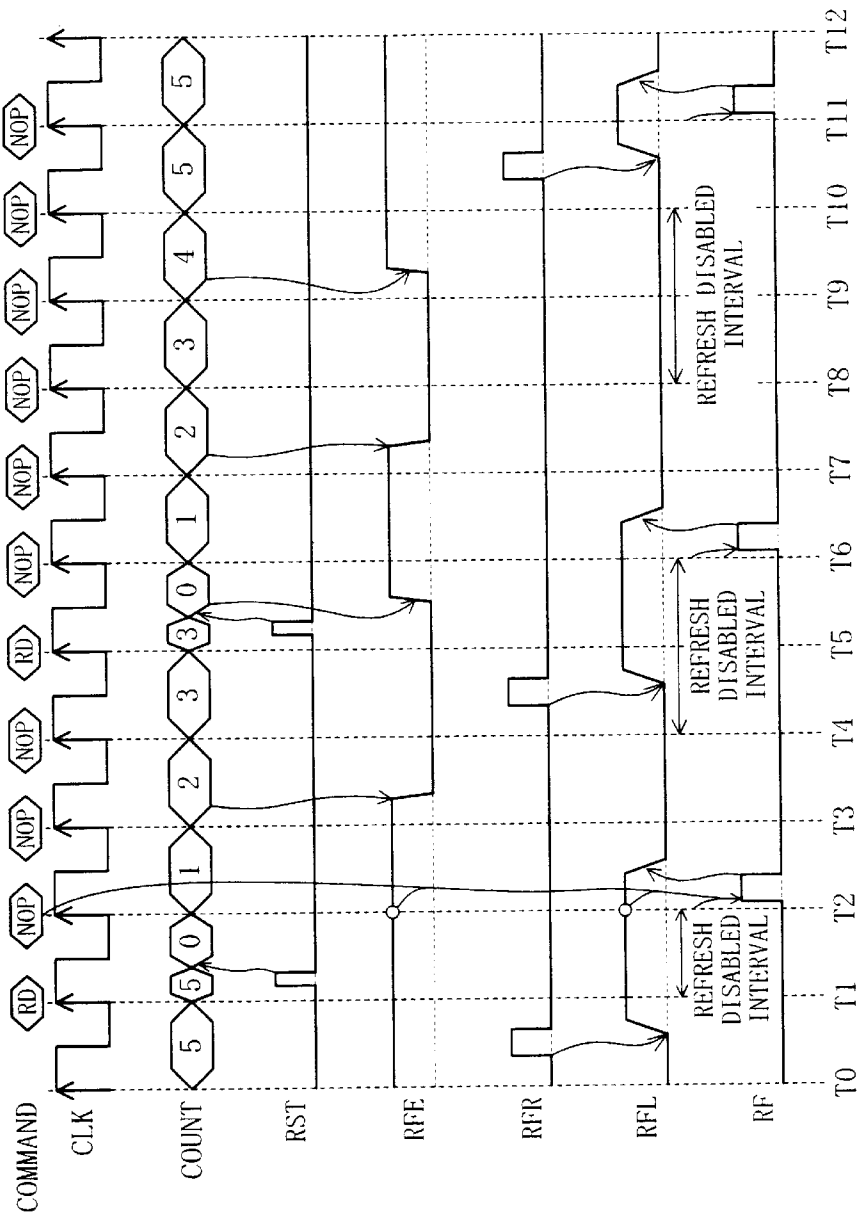 COMMAND RD NOP NOP NOP RD NOP NOP NOP NOP NOP NOP
CLK
COUNT 5 5 0 1 2 3 3 0 1 2 3 4 5 5
RST
RFE
RFR
RFL
REFRESH
DISABLED
INTERVAL
REFRESH
DISABLED
INTERVAL
REFRESH DISABLED
INTERVAL
RF
T0 T1 T2 T3 T4 T5 T6 T7 T8 T9 T10 T11 T12